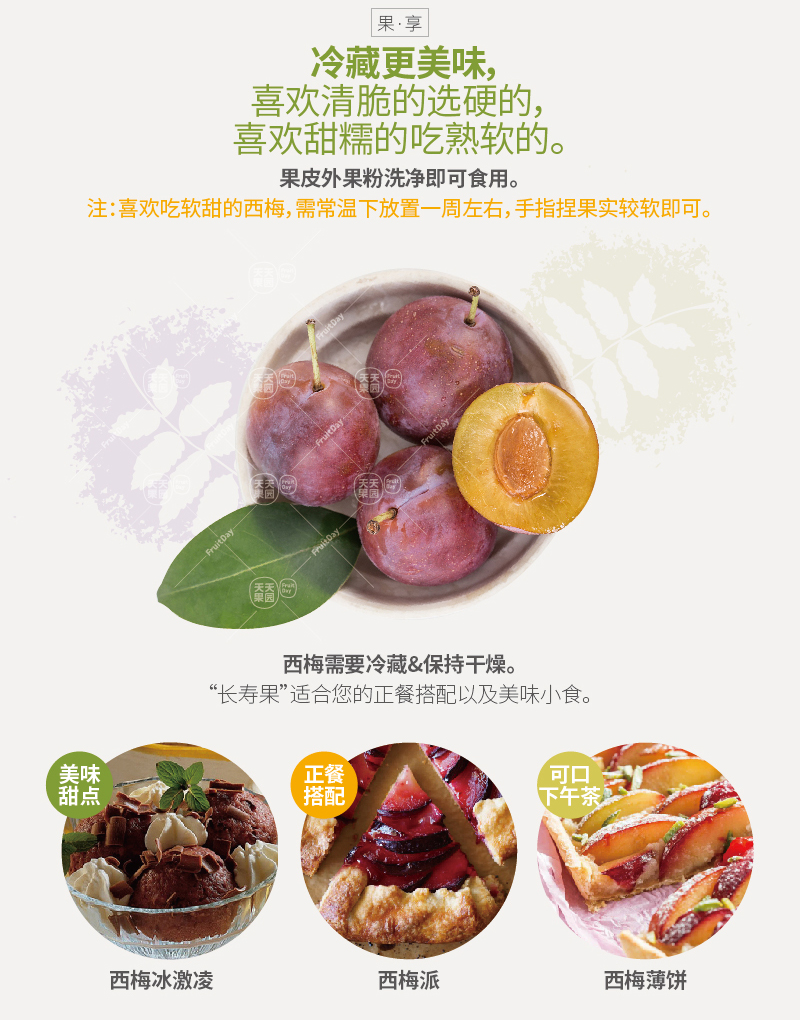 果·享
冷藏更美味，
喜欢清脆的选硬的，
喜欢甜糯的吃熟软的。
果皮外果粉洗净即可食用。
注：喜欢吃软甜的西梅，需常温下放置一周左右，手指捏果实较软即可。
天天果园 FruitDay
西梅需要冷藏&保持干燥。
“长寿果”适合您的正餐搭配以及美味小食。
美味
甜点
正餐
搭配
可口
下午茶
西梅冰激凌
西梅派
西梅薄饼